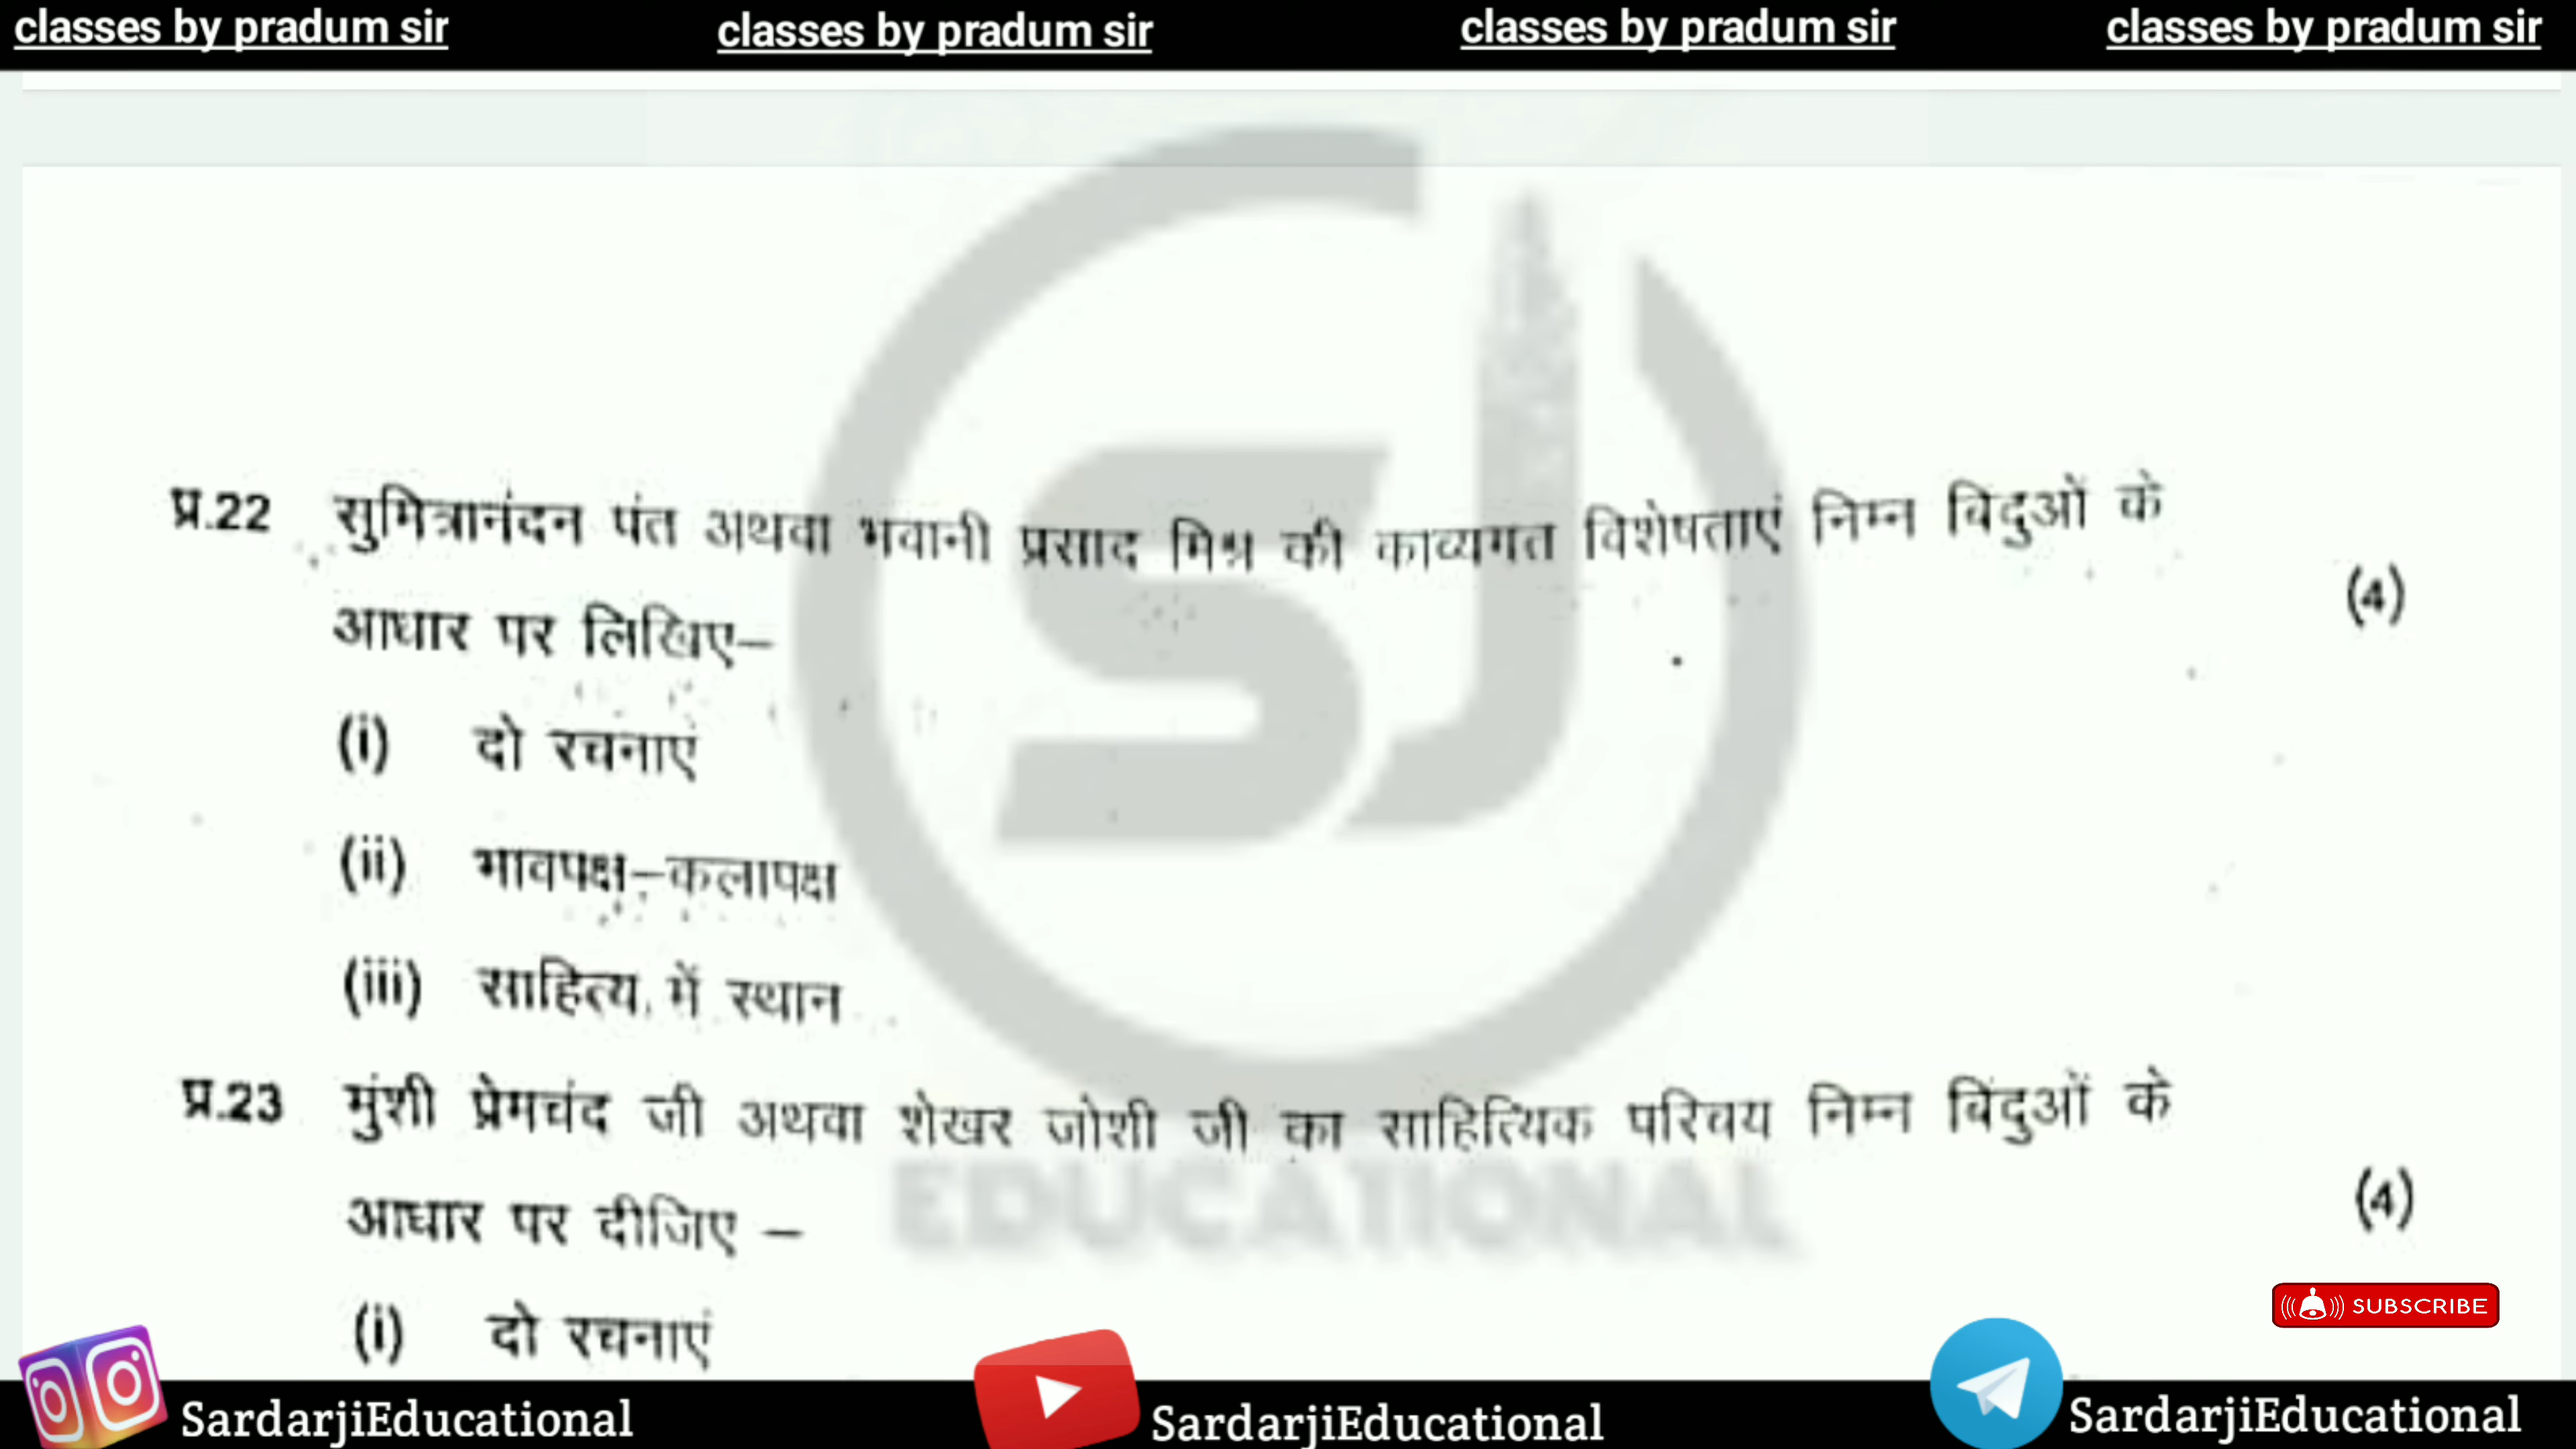 classes by pradum sir classes by pradum sir classes by pradum sir classes by pradum sir
प्र.22 सुमित्रानंदन पंत अथवा भवानी प्रसाद मिश्र की काव्यगत विशेषताएं निम्न बिंदुओं के
आधार पर लिखिए– (4)
(i) दो रचनाएं
(ii) भावपक्ष–कलापक्ष
(iii) साहित्य में स्थान
प्र.23 मुंशी प्रेमचंद जी अथवा शेखर जोशी जी का साहित्यिक परिचय निम्न बिंदुओं के
आधार पर दीजिए – (4)
(i) दो रचनाएं
SJ
EDUCATIONAL
SUBSCRIBE
SardarjiEducational SardarjiEducational SardarjiEducational